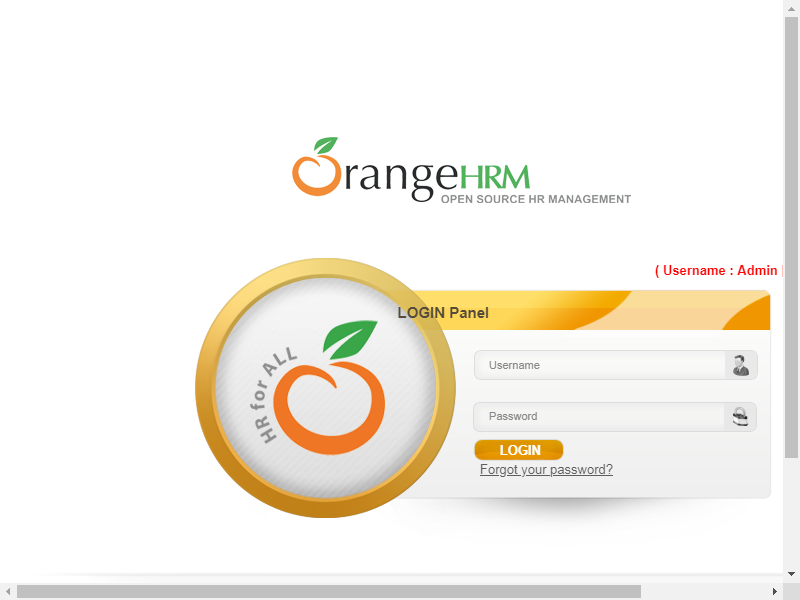 OrangeHRM
OPEN SOURCE HR MANAGEMENT
( Username : Admin |
LOGIN Panel
HR for ALL
Username
Password
LOGIN
Forgot your password?